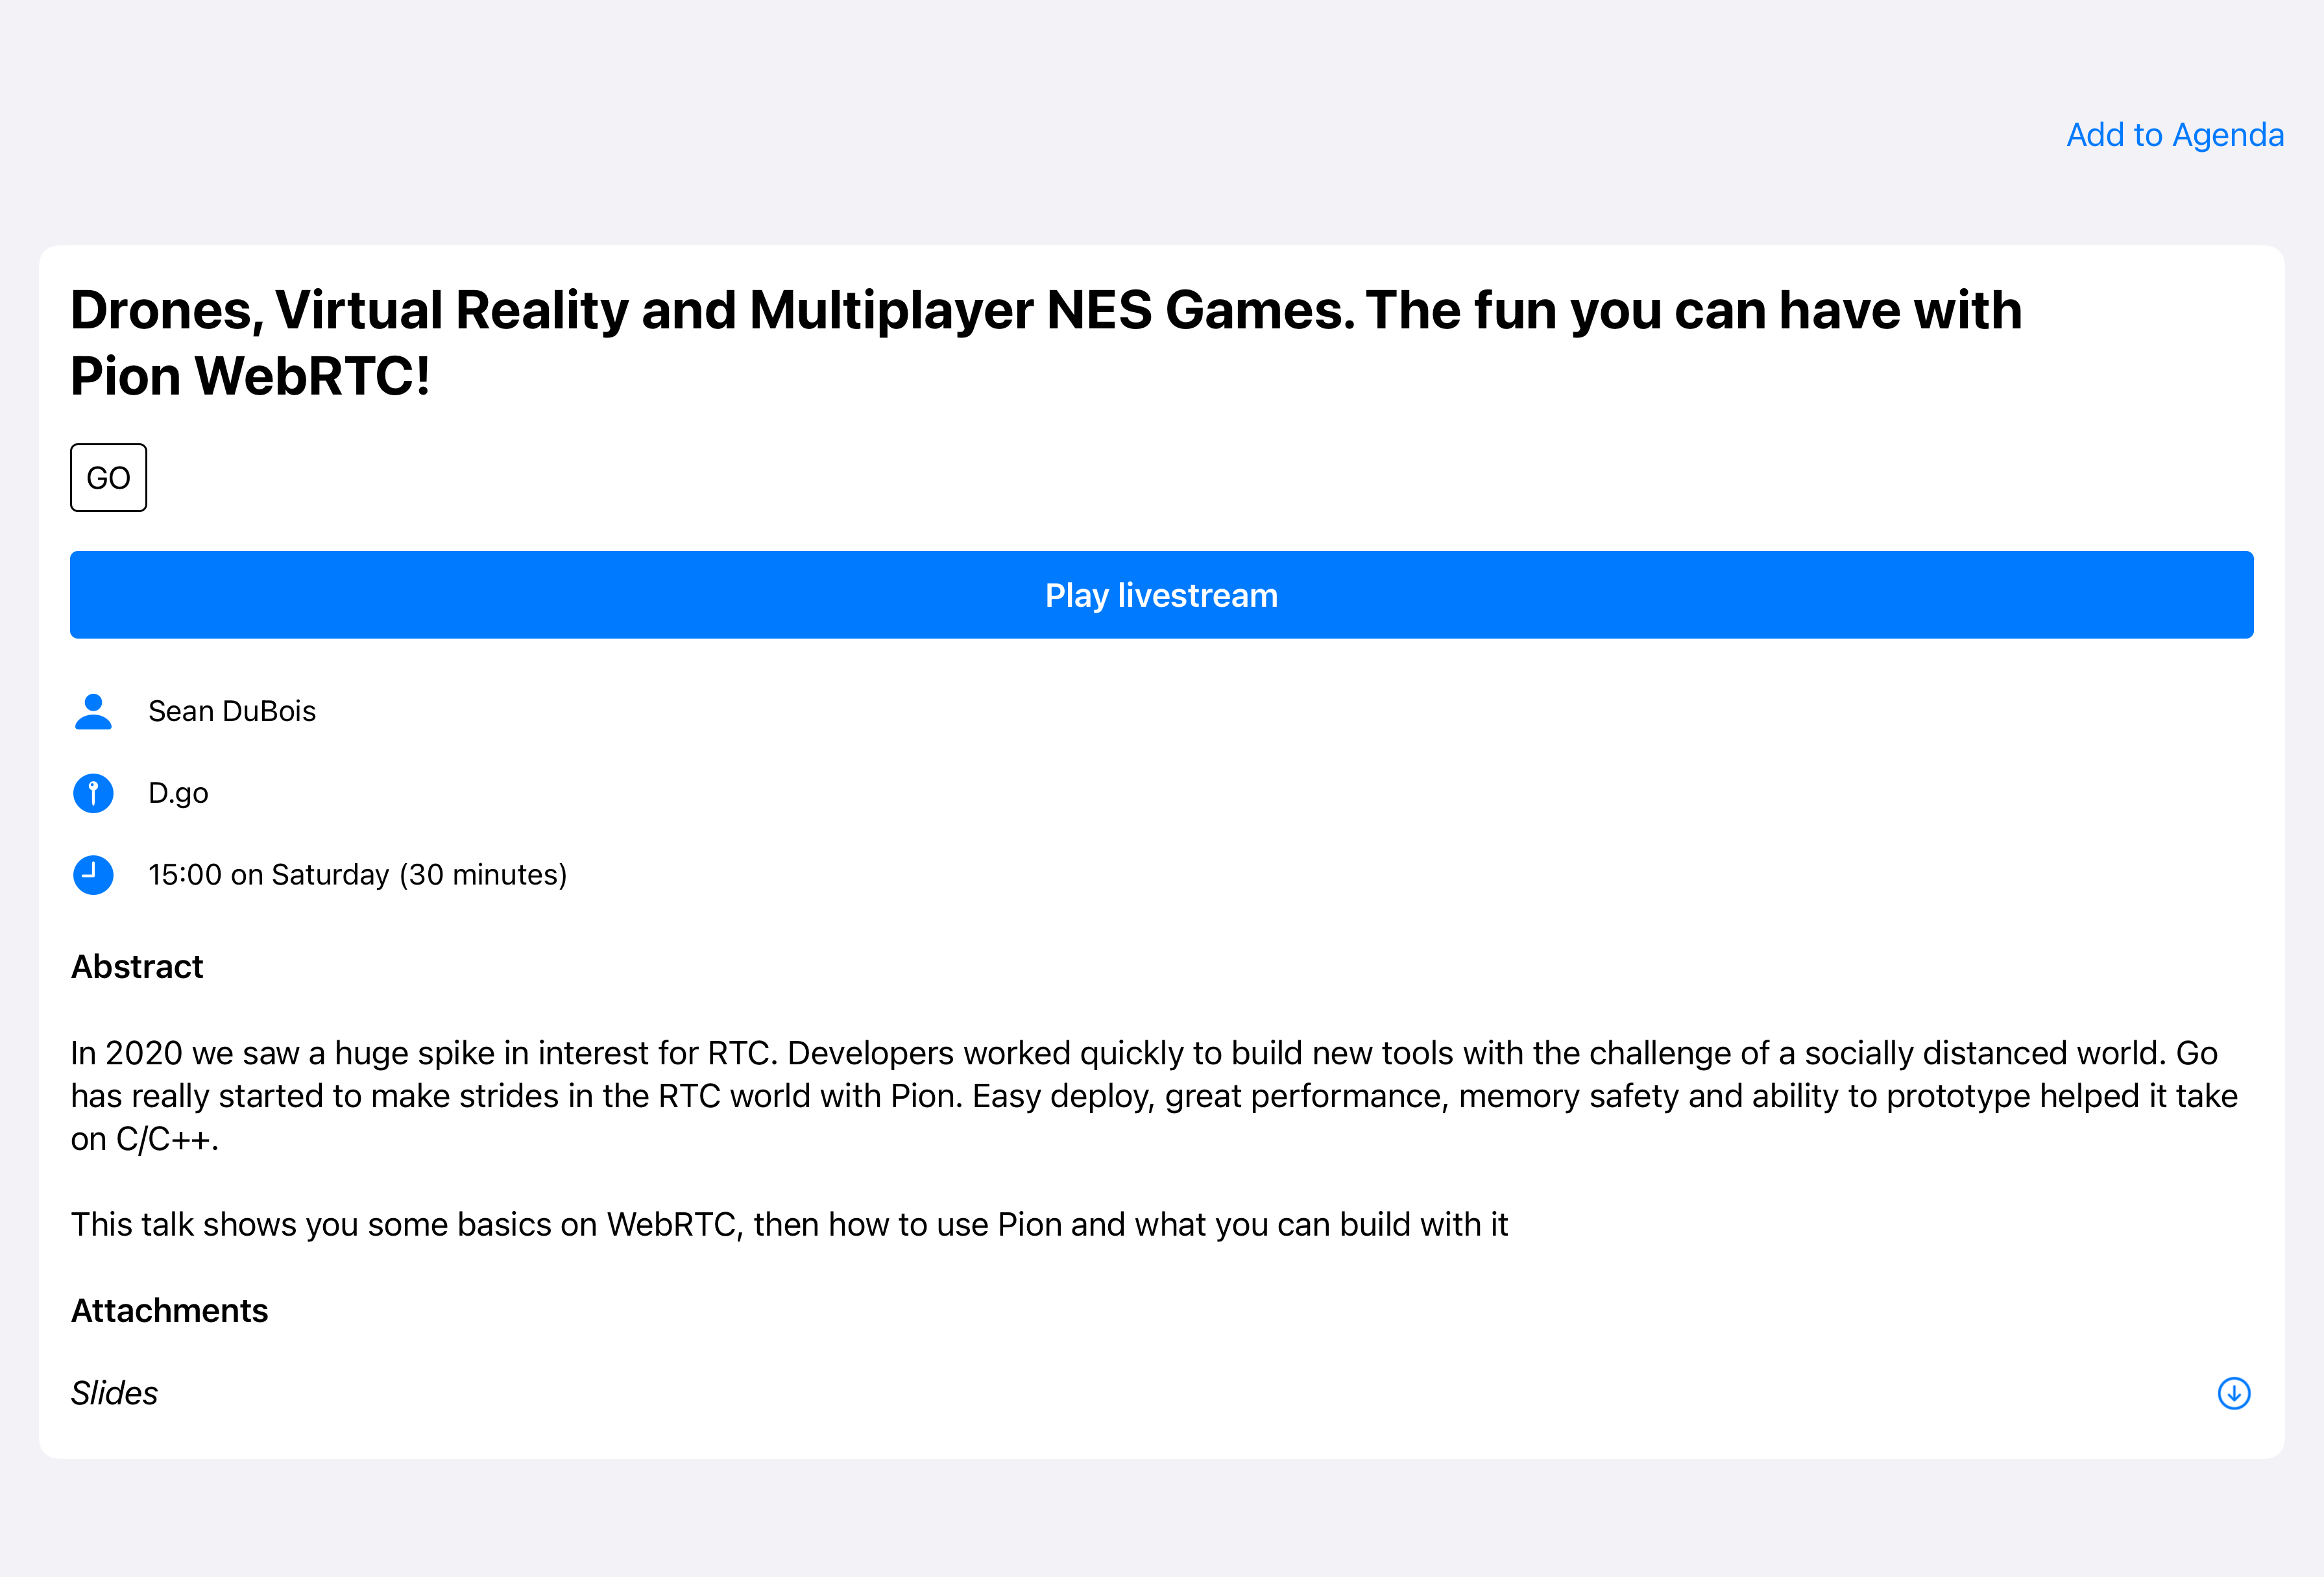 Add to Agenda
Drones, Virtual Reality and Multiplayer NES Games. The fun you can have with
Pion WebRTC!
GO
Play livestream
Sean DuBois
D.go
15:00 on Saturday (30 minutes)
Abstract
In 2020 we saw a huge spike in interest for RTC. Developers worked quickly to build new tools with the challenge of a socially distanced world. Go
has really started to make strides in the RTC world with Pion. Easy deploy, great performance, memory safety and ability to prototype helped it take
on C/C++.
This talk shows you some basics on WebRTC, then how to use Pion and what you can build with it
Attachments
Slides